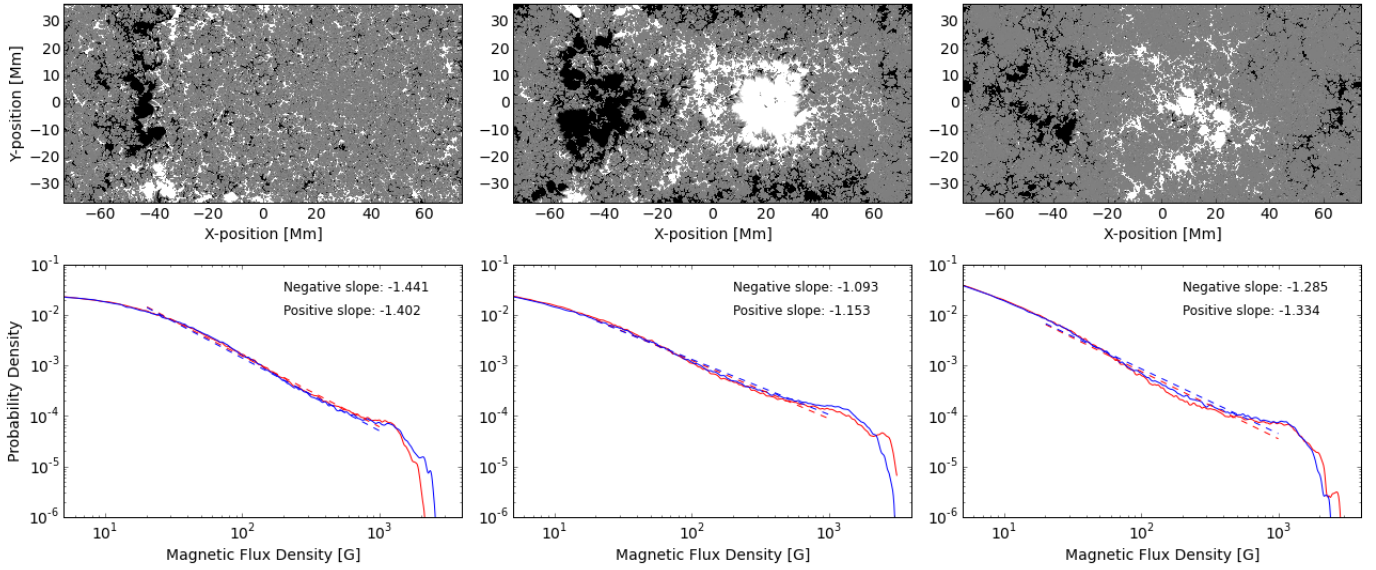 30
20
10
0
−10
−20
−30
Y-position [Mm]
−60 −40 −20 0 20 40 60
X-position [Mm]
30
20
10
0
−10
−20
−30
−60 −40 −20 0 20 40 60
X-position [Mm]
30
20
10
0
−10
−20
−30
−60 −40 −20 0 20 40 60
X-position [Mm]
10^-1
10^-2
10^-3
10^-4
10^-5
10^-6
Probability Density
Negative slope: -1.441
Positive slope: -1.402
10^1 10^2 10^3
Magnetic Flux Density [G]
10^-1
10^-2
10^-3
10^-4
10^-5
10^-6
Negative slope: -1.093
Positive slope: -1.153
10^1 10^2 10^3
Magnetic Flux Density [G]
10^-1
10^-2
10^-3
10^-4
10^-5
10^-6
Negative slope: -1.285
Positive slope: -1.334
10^1 10^2 10^3
Magnetic Flux Density [G]